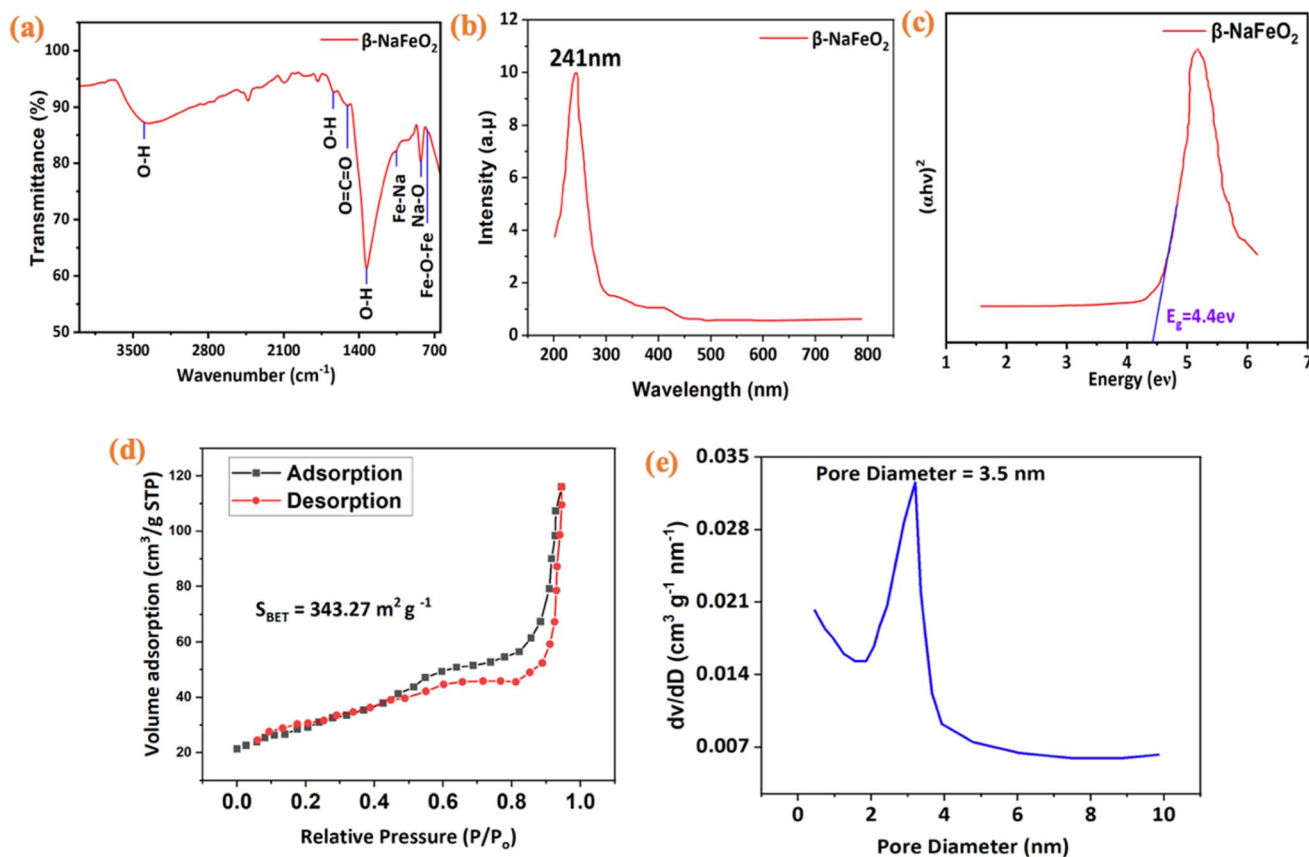 (a)
β-NaFeO₂
100
90
80
70
60
50
Transmittance (%)
O-H
O-H
O=C=O
O-H
Fe-Na
Na-O
Fe-O-Fe
3500 2800 2100 1400 700
Wavenumber (cm⁻¹)
(b)
β-NaFeO₂
241nm
12
10
8
6
4
2
0
Intensity (a.µ)
200 300 400 500 600 700 800
Wavelength (nm)
(c)
β-NaFeO₂
(αhν)²
E_g=4.4ev
1 2 3 4 5 6 7
Energy (ev)
(d)
Adsorption
Desorption
120
100
80
60
40
20
Volume adsorption (cm³/g STP)
S_BET = 343.27 m² g ⁻¹
0.0 0.2 0.4 0.6 0.8 1.0
Relative Pressure (P/P₀)
(e)
Pore Diameter = 3.5 nm
0.035
0.028
0.021
0.014
0.007
dv/dD (cm³ g⁻¹ nm⁻¹)
0 2 4 6 8 10
Pore Diameter (nm)